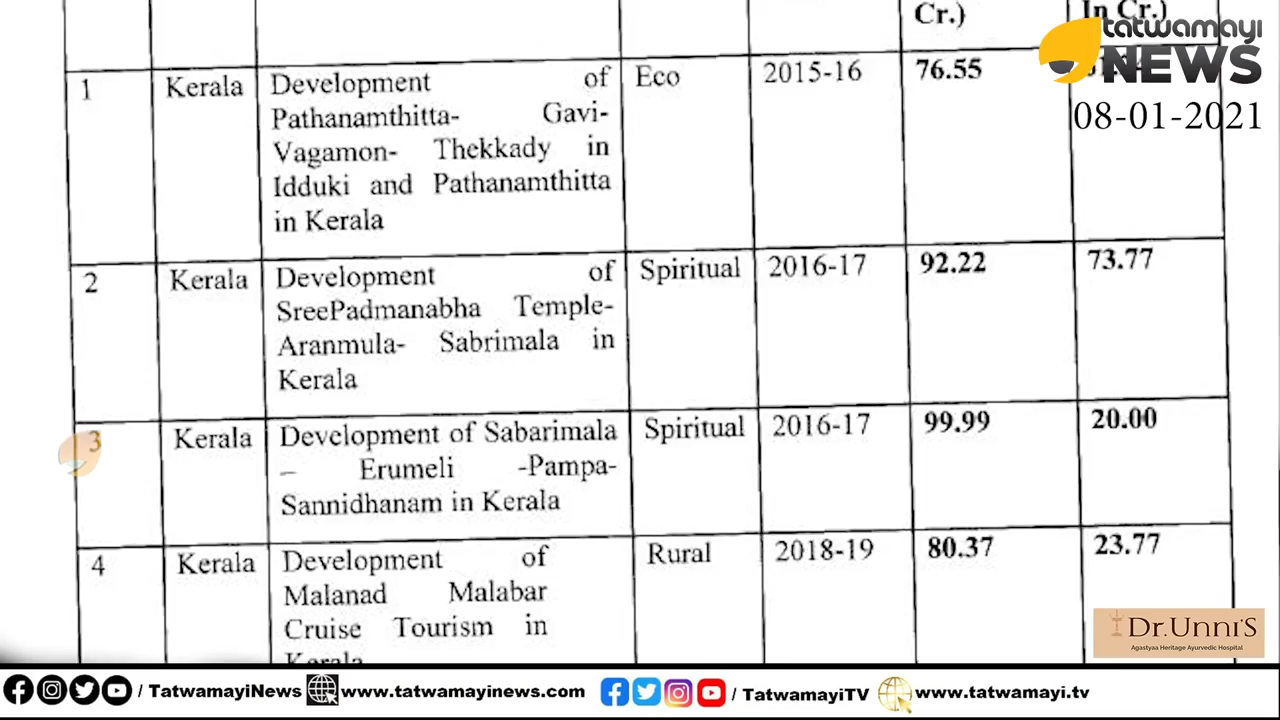 Cr.)
In Cr.)
tatwamayi
NEWS
08-01-2021
1 Kerala Development of Eco 2015-16 76.55
Pathanamthitta- Gavi-
Vagamon- Thekkady in
Idduki and Pathanamthitta
in Kerala
2 Kerala Development of Spiritual 2016-17 92.22 73.77
SreePadmanabha Temple-
Aranmula- Sabrimala in
Kerala
3 Kerala Development of Sabarimala Spiritual 2016-17 99.99 20.00
– Erumeli -Pampa-
Sannidhanam in Kerala
4 Kerala Development of Rural 2018-19 80.37 23.77
Malanad Malabar
Cruise Tourism in
Kerala
Dr.Unni'S
Agastyaa Heritage Ayurvedic Hospital
/ TatwamayiNews www.tatwamayinews.com / TatwamayiTV www.tatwamayi.tv